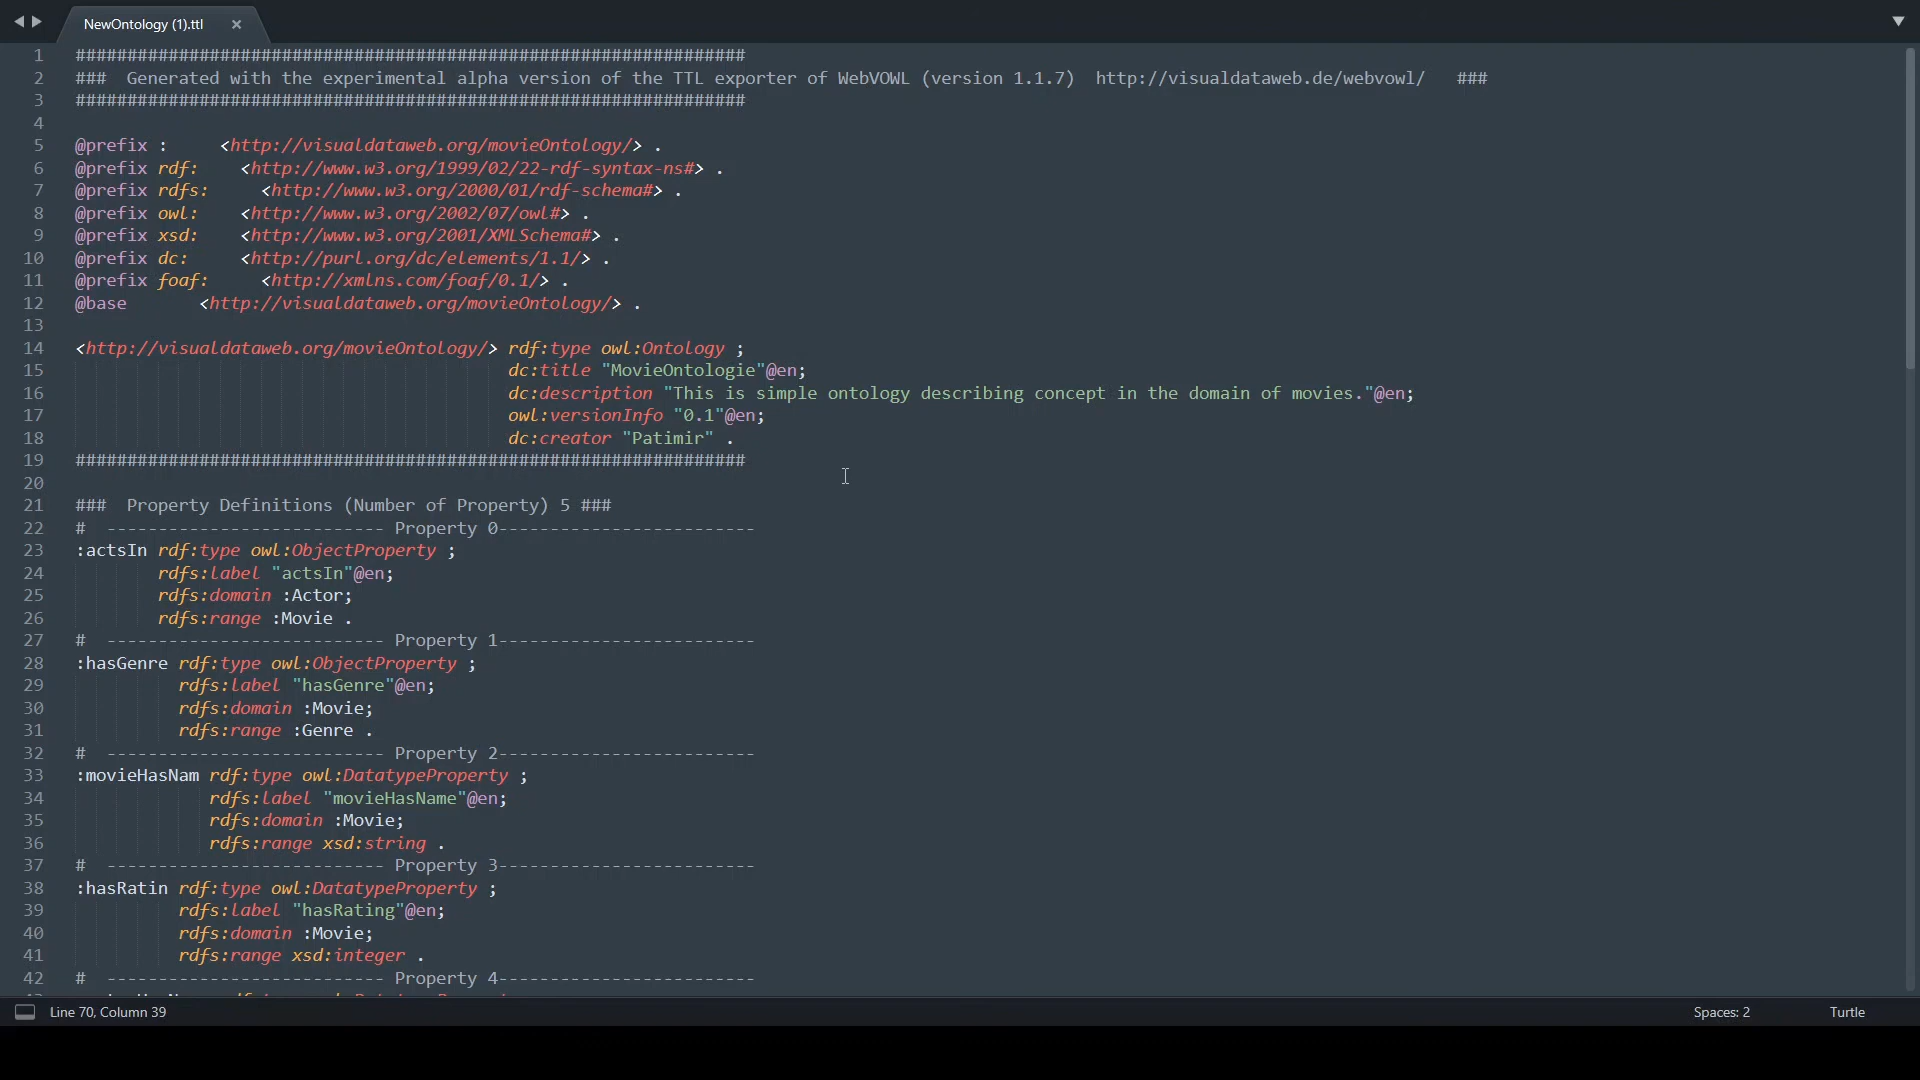 NewOntology (1).ttl
1 #################################################################
2 ###  Generated with the experimental alpha version of the TTL exporter of WebVOWL (version 1.1.7)  http://visualdataweb.de/webvowl/   ###
3 #################################################################
4
5 @prefix :     <http://visualdataweb.org/movieOntology/> .
6 @prefix rdf:    <http://www.w3.org/1999/02/22-rdf-syntax-ns#> .
7 @prefix rdfs:     <http://www.w3.org/2000/01/rdf-schema#> .
8 @prefix owl:    <http://www.w3.org/2002/07/owl#> .
9 @prefix xsd:    <http://www.w3.org/2001/XMLSchema#> .
10 @prefix dc:     <http://purl.org/dc/elements/1.1/> .
11 @prefix foaf:     <http://xmlns.com/foaf/0.1/> .
12 @base       <http://visualdataweb.org/movieOntology/> .
13
14 <http://visualdataweb.org/movieOntology/> rdf:type owl:Ontology ;
15 dc:title "MovieOntologie"@en;
16 dc:description "This is simple ontology describing concept in the domain of movies."@en;
17 owl:versionInfo "0.1"@en;
18 dc:creator "Patimir" .
19 #################################################################
20
21 ###  Property Definitions (Number of Property) 5 ###
22 #  --------------------------- Property 0-------------------------
23 :actsIn rdf:type owl:ObjectProperty ;
24 rdfs:label "actsIn"@en;
25 rdfs:domain :Actor;
26 rdfs:range :Movie .
27 #  --------------------------- Property 1-------------------------
28 :hasGenre rdf:type owl:ObjectProperty ;
29 rdfs:label "hasGenre"@en;
30 rdfs:domain :Movie;
31 rdfs:range :Genre .
32 #  --------------------------- Property 2-------------------------
33 :movieHasNam rdf:type owl:DatatypeProperty ;
34 rdfs:label "movieHasName"@en;
35 rdfs:domain :Movie;
36 rdfs:range xsd:string .
37 #  --------------------------- Property 3-------------------------
38 :hasRatin rdf:type owl:DatatypeProperty ;
39 rdfs:label "hasRating"@en;
40 rdfs:domain :Movie;
41 rdfs:range xsd:integer .
42 #  --------------------------- Property 4-------------------------
Line 70, Column 39
Spaces: 2
Turtle